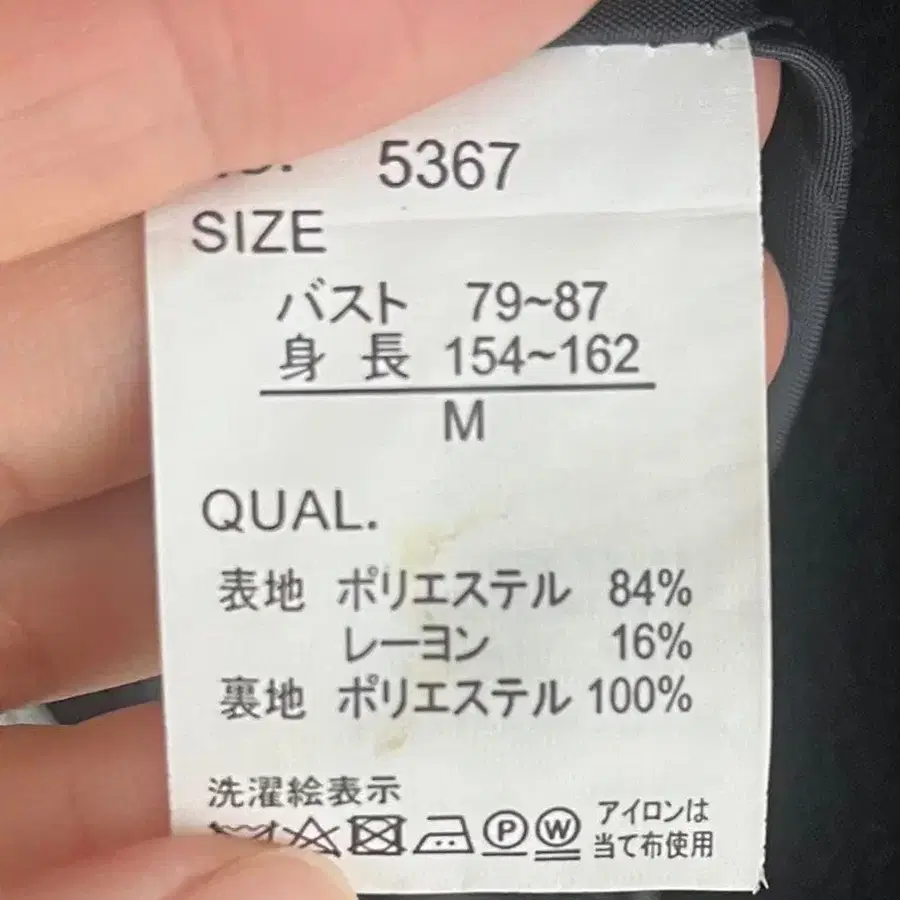 5367
SIZE
バスト 79~87
身 長 154~162
M
QUAL.
表地 ポリエステル 84%
レーヨン 16%
裏地 ポリエステル 100%
洗濯絵表示
P W アイロンは
当て布使用